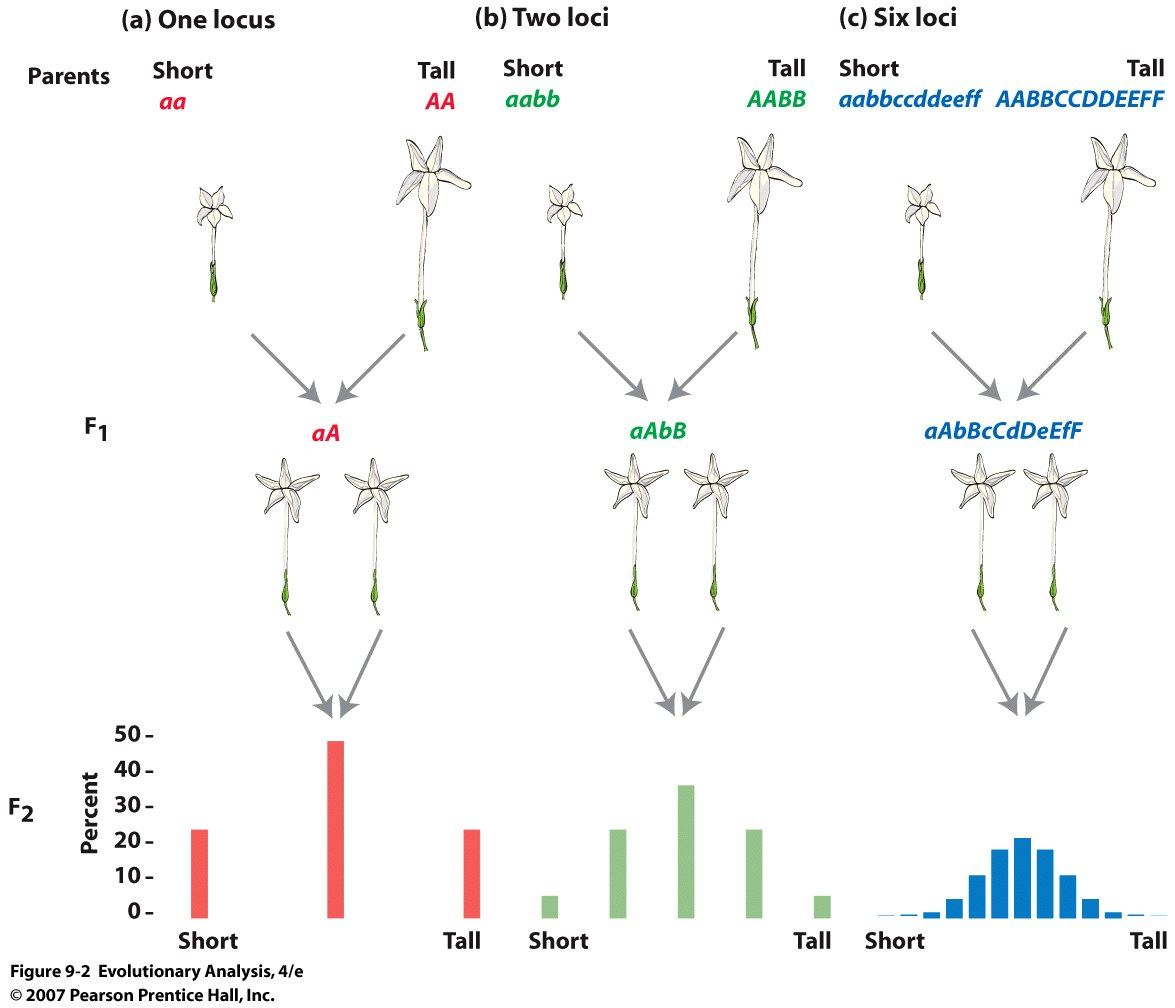 (a) One locus (b) Two loci (c) Six loci
Parents Short Tall Short Tall Short Tall
aa AA aabb AABB aabbccddeeff AABBCCDDEEFF
F1 aA aAbB aAbBcCdDeEfF
50
40
30
20
10
0
Percent
F2
Short Tall Short Tall Short Tall
Figure 9-2 Evolutionary Analysis, 4/e
© 2007 Pearson Prentice Hall, Inc.